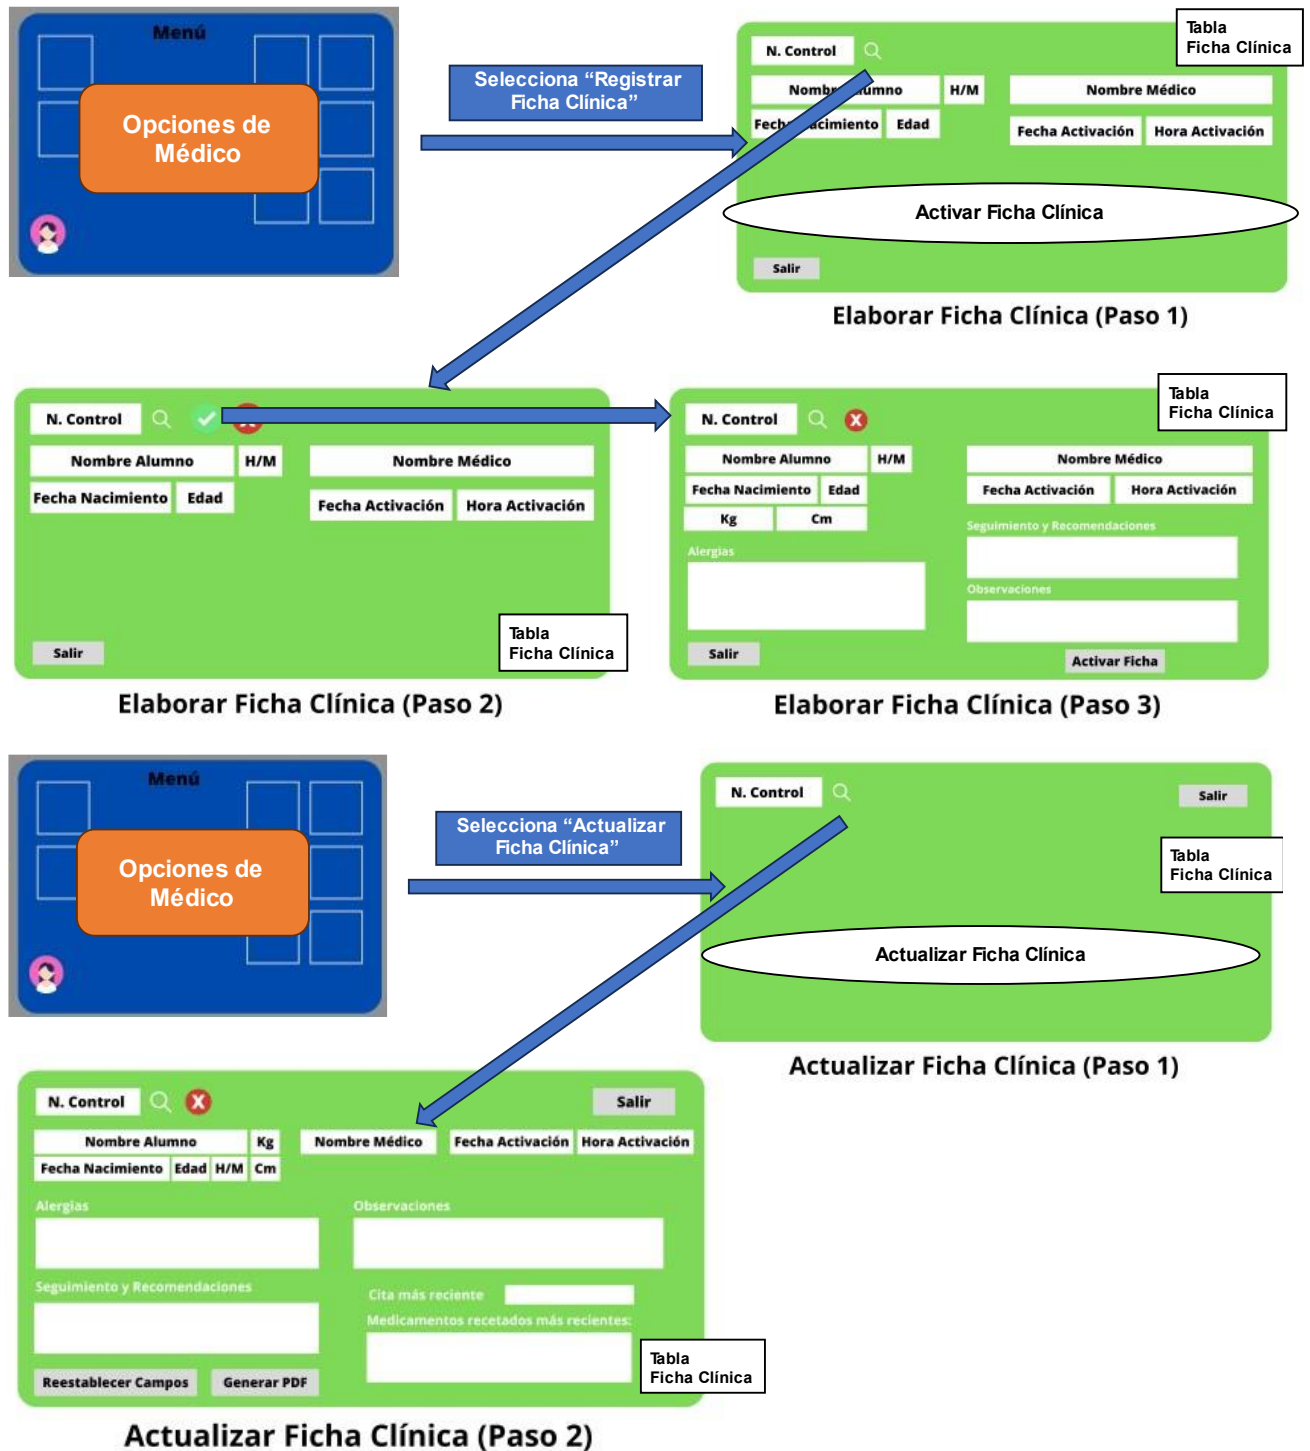 Menú
Opciones de
Médico
Selecciona “Registrar
Ficha Clínica”
Tabla
Ficha Clínica
N. Control
Nombre Alumno H/M Nombre Médico
Fecha Nacimiento Edad Fecha Activación Hora Activación
Activar Ficha Clínica
Salir
Elaborar Ficha Clínica (Paso 1)
N. Control
Nombre Alumno H/M Nombre Médico
Fecha Nacimiento Edad Fecha Activación Hora Activación
Salir
Tabla
Ficha Clínica
Elaborar Ficha Clínica (Paso 2)
Tabla
Ficha Clínica
N. Control
Nombre Alumno H/M Nombre Médico
Fecha Nacimiento Edad Fecha Activación Hora Activación
Kg Cm
Seguimiento y Recomendaciones
Alergias
Observaciones
Salir
Activar Ficha
Elaborar Ficha Clínica (Paso 3)
Menú
Opciones de
Médico
Selecciona “Actualizar
Ficha Clínica”
N. Control
Salir
Tabla
Ficha Clínica
Actualizar Ficha Clínica
Actualizar Ficha Clínica (Paso 1)
N. Control Salir
Nombre Alumno Kg Nombre Médico Fecha Activación Hora Activación
Fecha Nacimiento Edad H/M Cm
Alergias Observaciones
Seguimiento y Recomendaciones
Cita más reciente
Medicamentos recetados más recientes:
Tabla
Ficha Clínica
Reestablecer Campos Generar PDF
Actualizar Ficha Clínica (Paso 2)